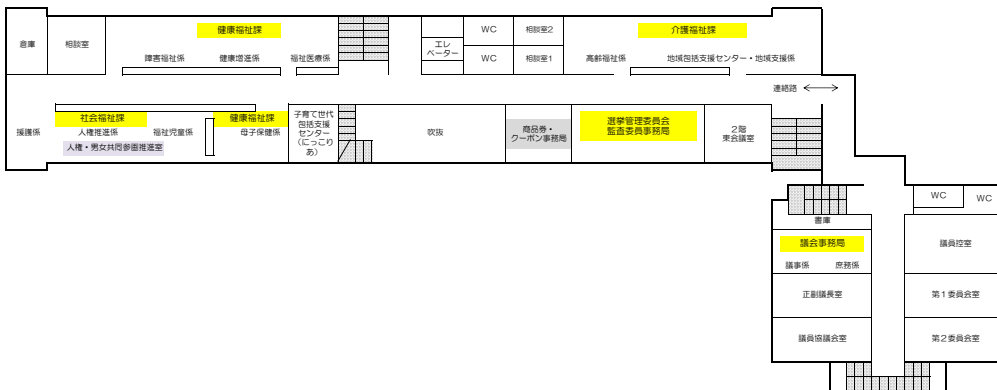 倉庫
相談室
健康福祉課
障害福祉係
健康増進係
福祉医療係
エレ
ベーター
WC
WC
相談室2
相談室1
介護福祉課
高齢福祉係
地域包括支援センター・地域支援係
連絡路
援護係
社会福祉課
人権推進係
福祉児童係
人権・男女共同参画推進室
健康福祉課
母子保健係
子育て世代
包括支援
センター
（にっこり
あ）
吹抜
商品券・
クーポン事務局
選挙管理委員会
監査委員事務局
２階
東会議室
WC
WC
書庫
議会事務局
議事係
庶務係
議員控室
正副議長室
第１委員会室
議員協議会室
第２委員会室